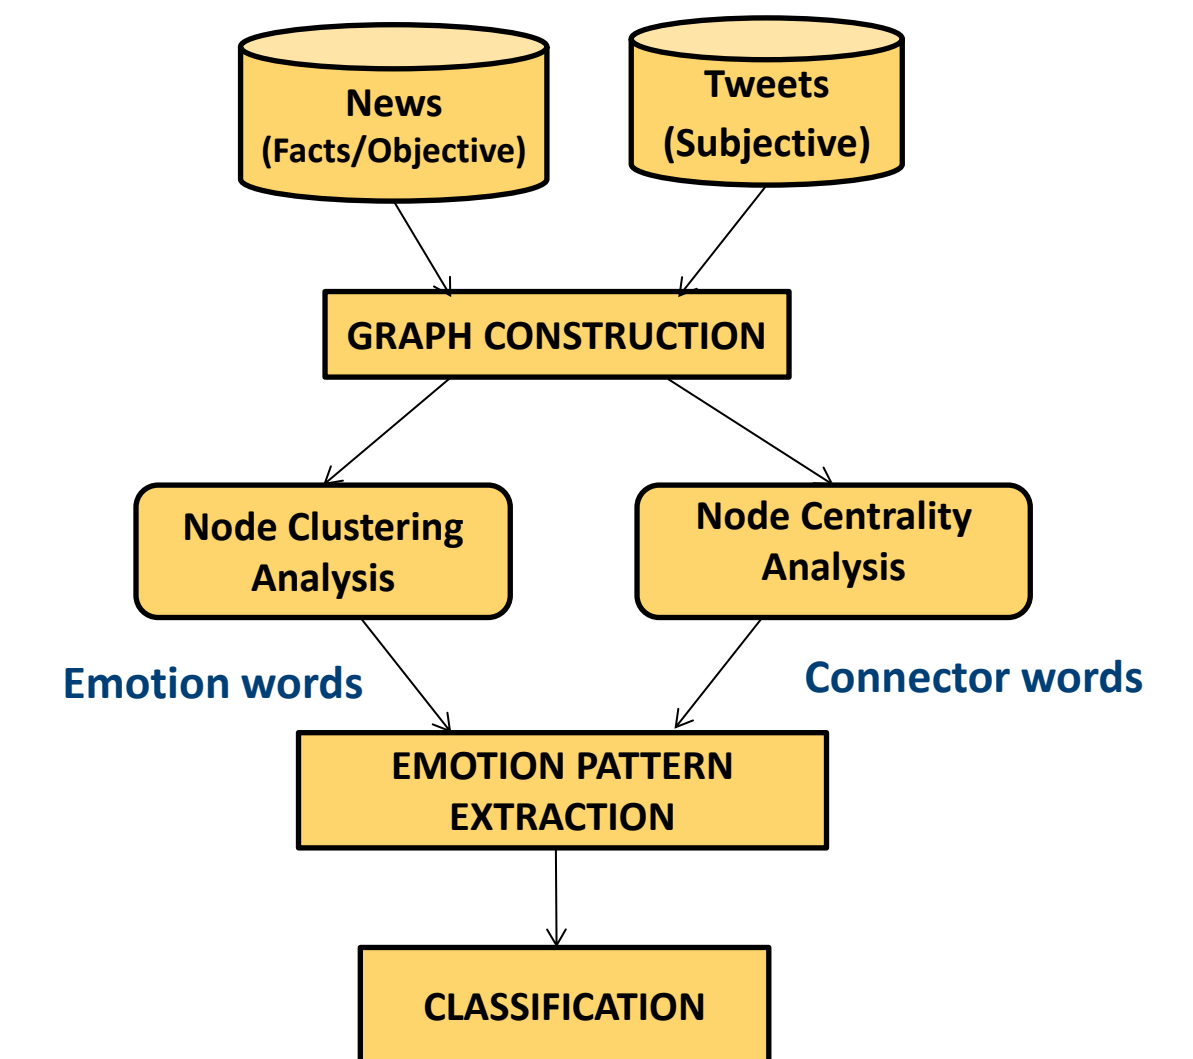 News
(Facts/Objective)
Tweets
(Subjective)
GRAPH CONSTRUCTION
Node Clustering
Analysis
Node Centrality
Analysis
Emotion words
Connector words
EMOTION PATTERN
EXTRACTION
CLASSIFICATION